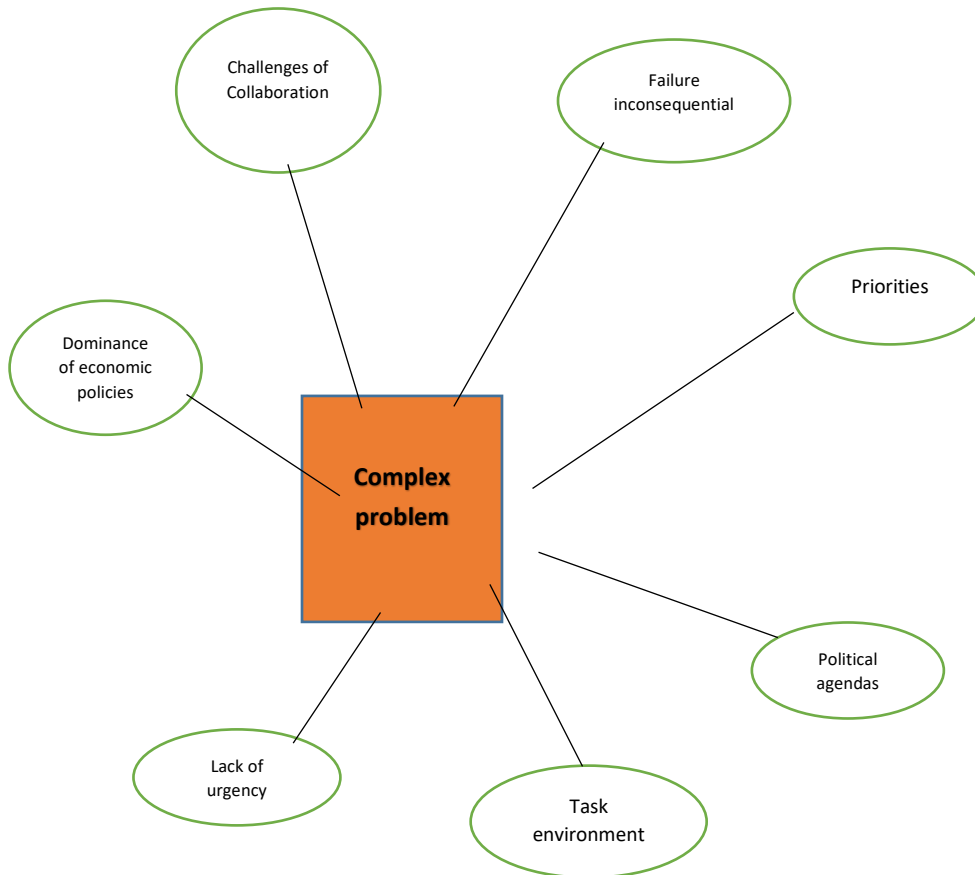 Challenges of
Collaboration
Failure
inconsequential
Priorities
Dominance
of economic
policies
Complex
problem
Political
agendas
Lack of
urgency
Task
environment